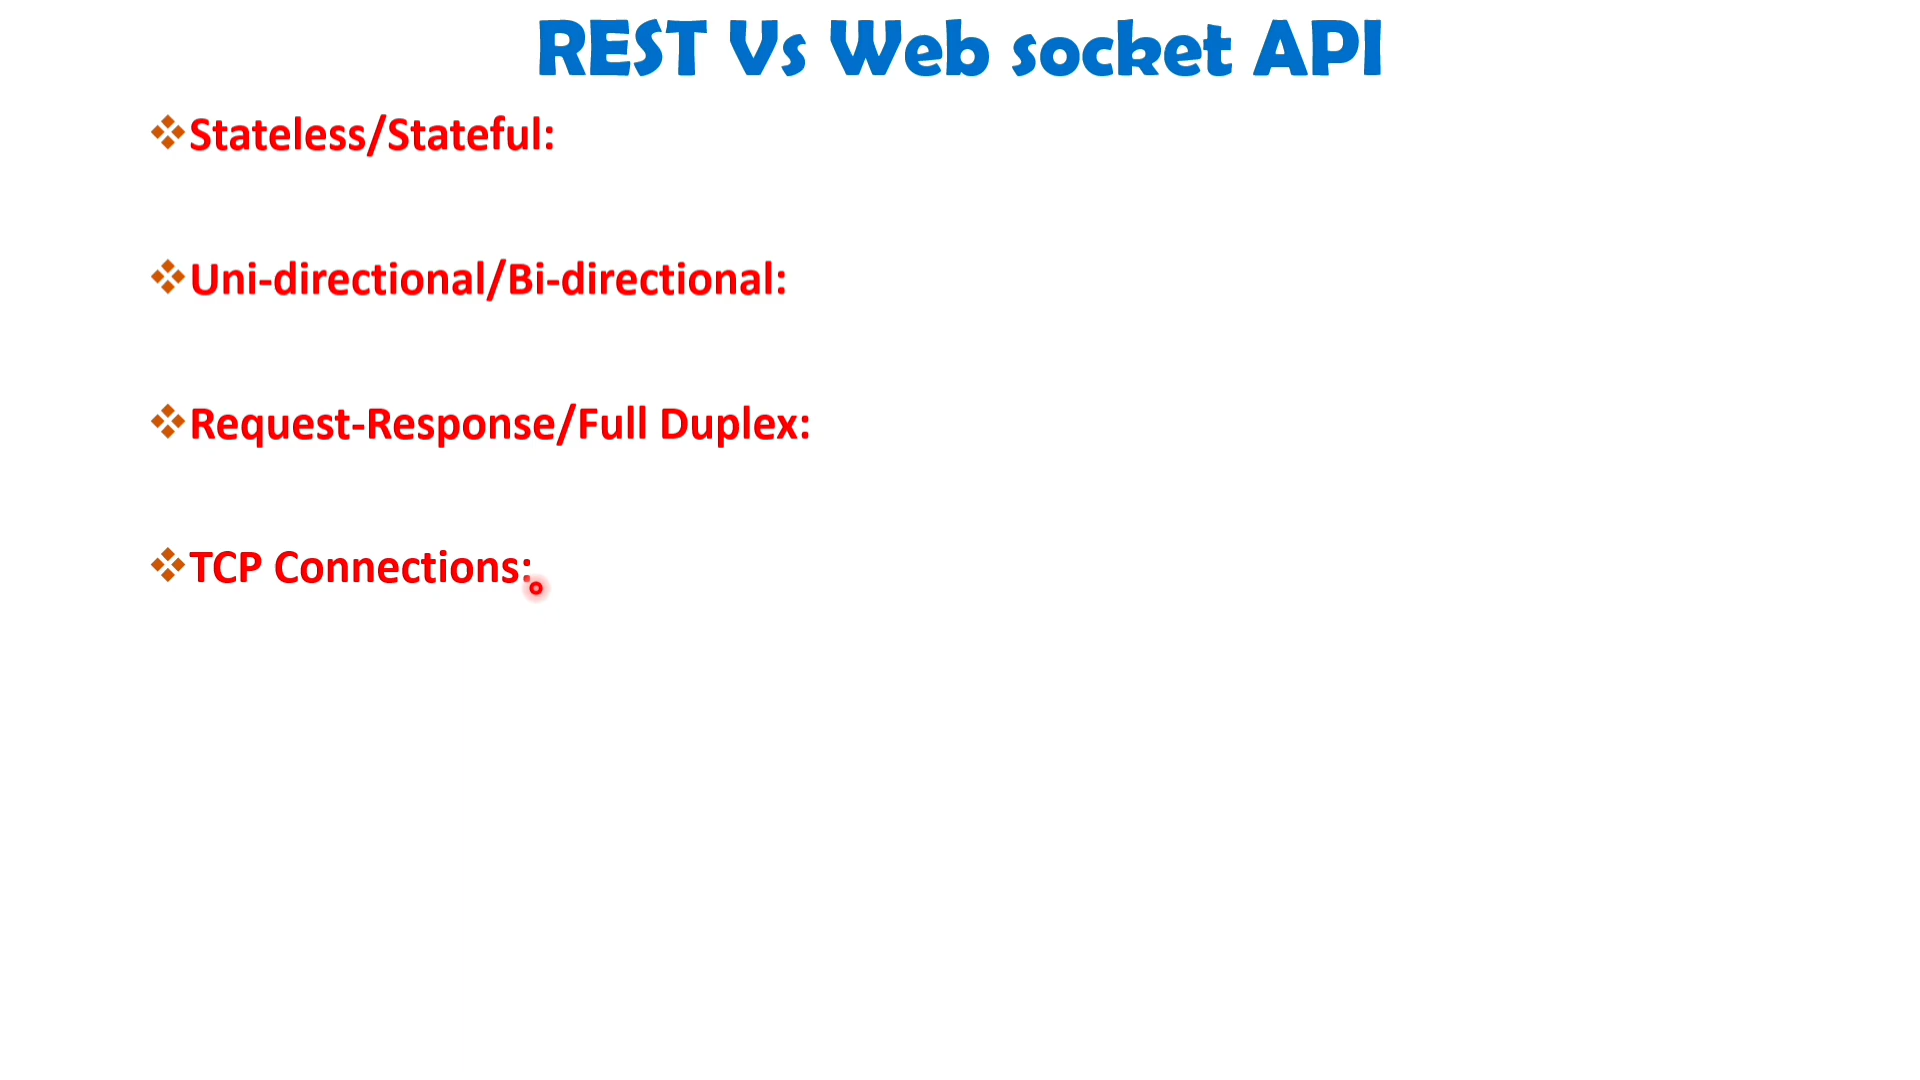 REST Vs Web socket API
Stateless/Stateful:
Uni-directional/Bi-directional:
Request-Response/Full Duplex:
TCP Connections: